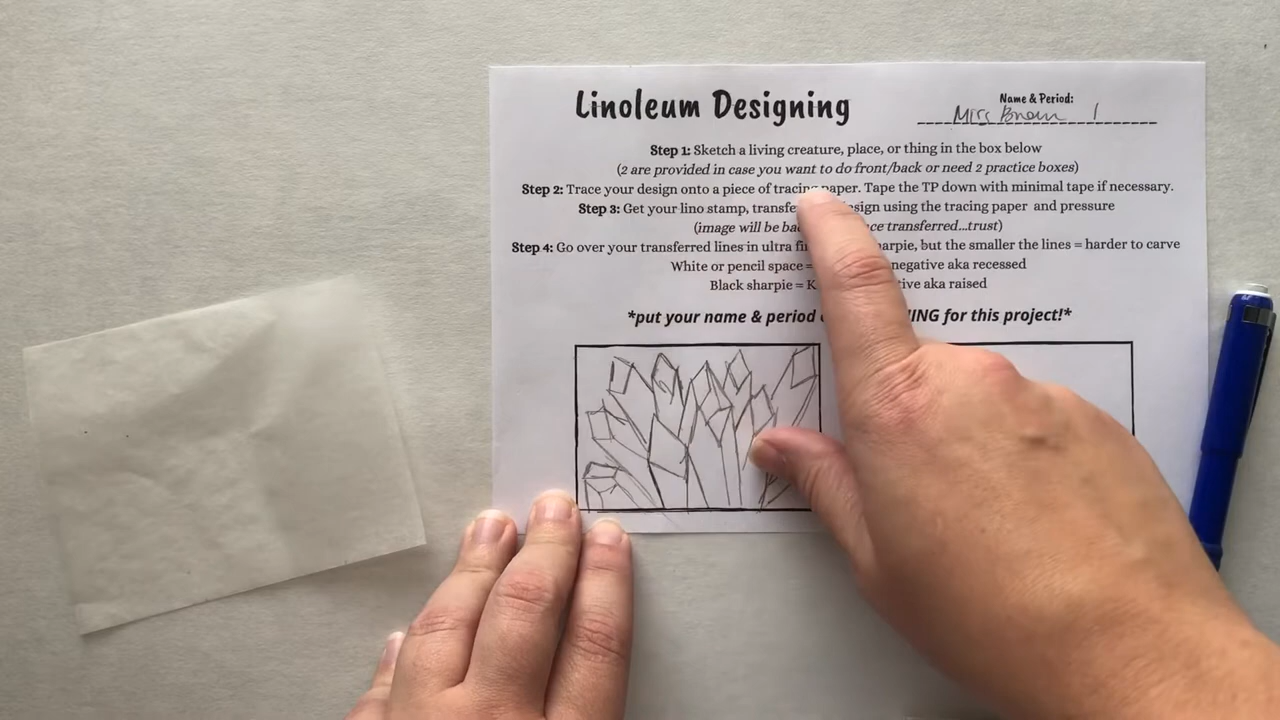 Linoleum Designing
Name & Period:
Miss Brown 1
Step 1: Sketch a living creature, place, or thing in the box below
(2 are provided in case you want to do front/back or need 2 practice boxes)
Step 2: Trace your design onto a piece of tracing paper. Tape the TP down with minimal tape if necessary.
Step 3: Get your lino stamp, transfe esign using the tracing paper and pressure
(image will be ba ce transferred...trust)
Step 4: Go over your transferred lines in ultra fi arpie, but the smaller the lines = harder to carve
White or pencil space = negative aka recessed
Black sharpie = K tive aka raised
*put your name & period ING for this project!*